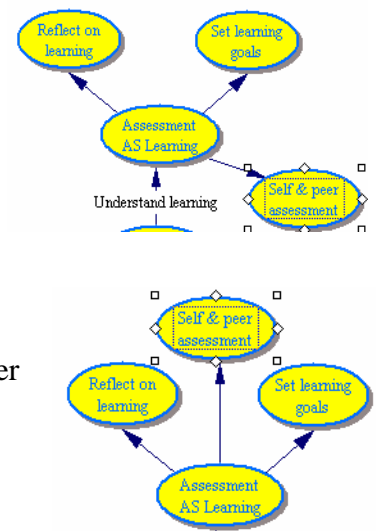 Reflect on
learning
Set learning
goals
Assessment
AS Learning
Understand learning
Self & peer
assessment
Self & peer
assessment
er
Reflect on
learning
Set learning
goals
Assessment
AS Learning